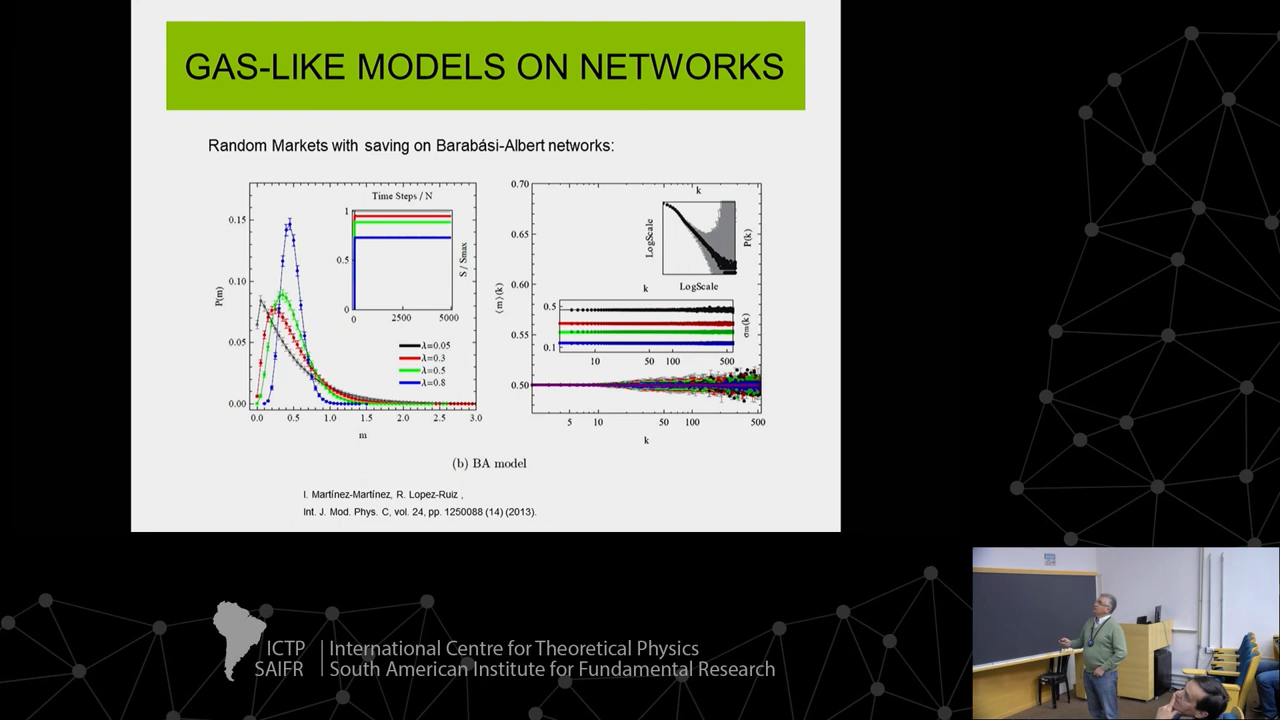 GAS-LIKE MODELS ON NETWORKS
Random Markets with saving on Barabási-Albert networks:
Time Steps / N
1
0.5
0
0
2500
5000
S / Smax
P(m)
0.15
0.10
0.05
0.00
λ=0.05
λ=0.3
λ=0.5
λ=0.8
0.0
0.5
1.0
1.5
2.0
2.5
3.0
m
0.70
0.65
0.60
0.55
0.50
⟨m⟩(k)
k
LogScale
P(k)
LogScale
k
0.5
0.1
σm(k)
10
50
100
500
5
10
50
100
500
k
(b) BA model
I. Martínez-Martínez, R. Lopez-Ruiz ,
Int. J. Mod. Phys. C, vol. 24, pp. 1250088 (14) (2013).
ICTP
SAIFR
International Centre for Theoretical Physics
South American Institute for Fundamental Research